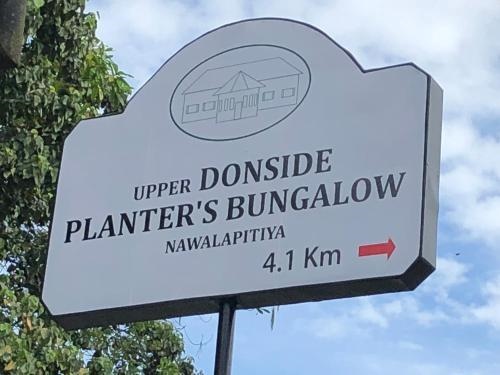 UPPER DONSIDE
PLANTER'S BUNGALOW
NAWALAPITIYA
4.1 Km